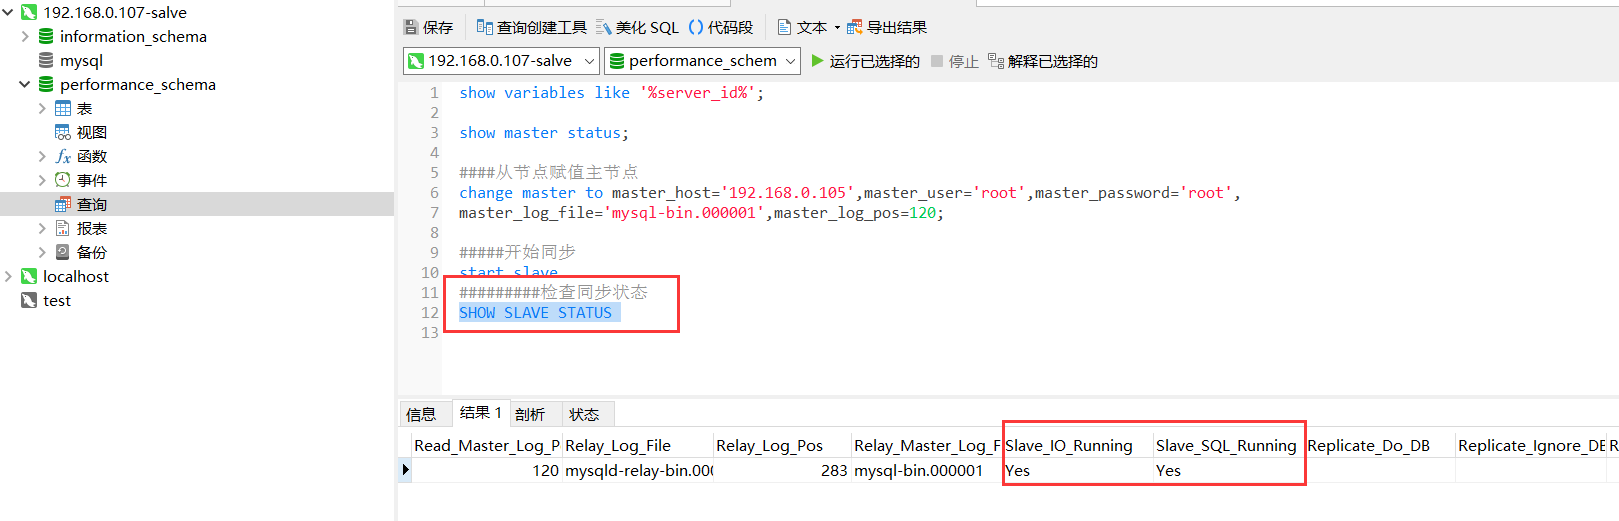 192.168.0.107-salve
information_schema
mysql
performance_schema
表
视图
函数
事件
查询
报表
备份
localhost
test
保存 查询创建工具 美化 SQL () 代码段 文本 导出结果
192.168.0.107-salve performance_schem 运行已选择的 停止 解释已选择的
1 show variables like '%server_id%';
2
3 show master status;
4
5 ####从节点赋值主节点
6 change master to master_host='192.168.0.105',master_user='root',master_password='root',
7 master_log_file='mysql-bin.000001',master_log_pos=120;
8
9 #####开始同步
10 start slave
11 #########检查同步状态
12 SHOW SLAVE STATUS
13
信息 结果 1 剖析 状态
Read_Master_Log_P Relay_Log_File Relay_Log_Pos Relay_Master_Log_F Slave_IO_Running Slave_SQL_Running Replicate_Do_DB Replicate_Ignore_DB R
120 mysqld-relay-bin.000 283 mysql-bin.000001 Yes Yes